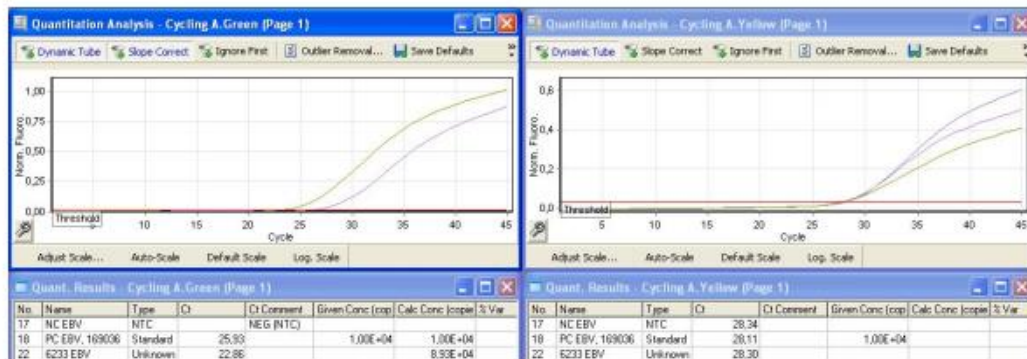 Quantitation Analysis - Cycling A.Green (Page 1)
Dynamic Tube Slope Correct Ignore First Outlier Removal... Save Defaults
Norm. Fluoro.
1,00
0,75
0,50
0,25
0,00
Threshold
5 10 15 20 25 30 35 40 45
Cycle
Adjust Scale... Auto-Scale Default Scale Log. Scale
Quantitation Analysis - Cycling A.Yellow (Page 1)
Dynamic Tube Slope Correct Ignore First Outlier Removal... Save Defaults
Norm. Fluoro.
0,6
0,4
0,2
0,0
Threshold
5 10 15 20 25 30 35 40 45
Cycle
Adjust Scale... Auto-Scale Default Scale Log. Scale
Quant. Results - Cycling A.Green (Page 1)
No. Name Type Ct Ct Comment Given Conc (cop Calc Conc (copie % Var
17 NC EBV NTC NEG (NTC)
18 PC EBV, 169036 Standard 25,93 1,00E+04 1,00E+04
22 6233 EBV Unknown 22,86 8,93E+04
Quant. Results - Cycling A.Yellow (Page 1)
No. Name Type Ct Ct Comment Given Conc (cop Calc Conc (copie % Var
17 NC EBV NTC 28,34
18 PC EBV, 169036 Standard 28,11 1,00E+04
22 6233 EBV Unknown 28,30